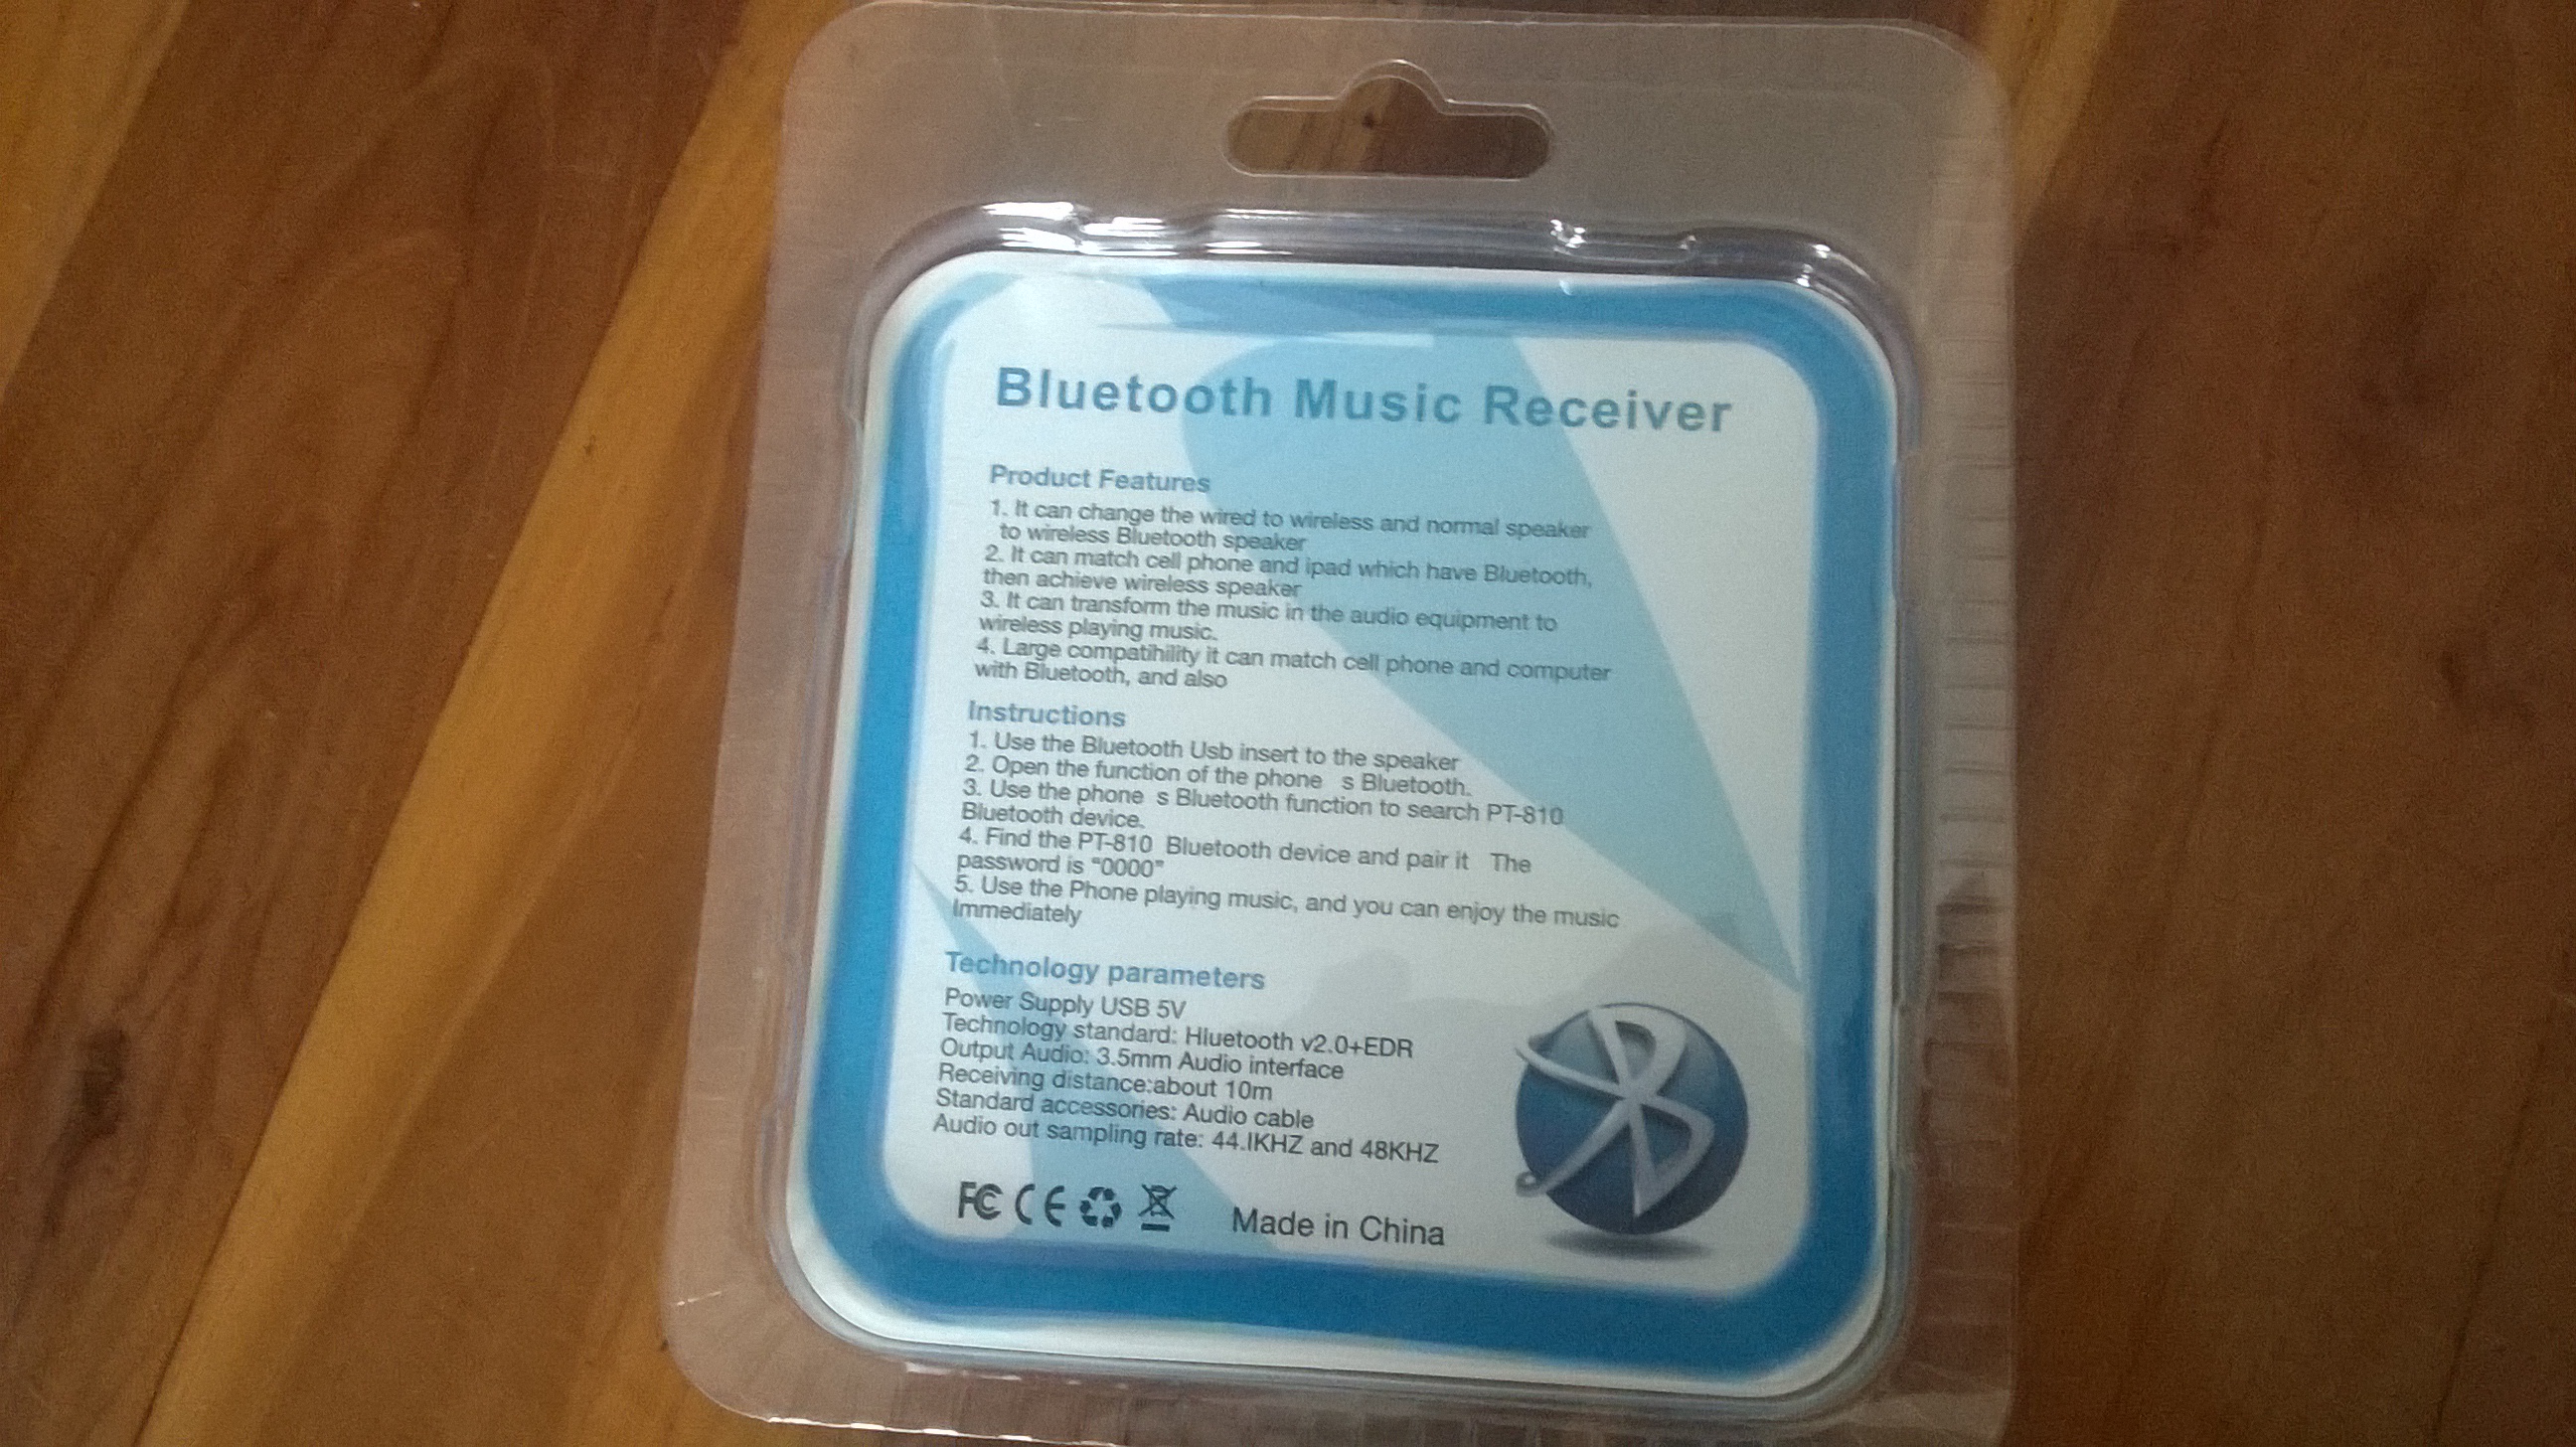 Bluetooth Music Receiver
Product Features
1. It can change the wired to wireless and normal speaker
to wireless Bluetooth speaker
2. It can match cell phone and ipad which have Bluetooth,
then achieve wireless speaker
3. It can transform the music in the audio equipment to
wireless playing music.
4. Large compatihility it can match cell phone and computer
with Bluetooth, and also
Instructions
1. Use the Bluetooth Usb insert to the speaker
2. Open the function of the phone s Bluetooth.
3. Use the phone s Bluetooth function to search PT-810
Bluetooth device.
4. Find the PT-810 Bluetooth device and pair it The
password is “0000”
5. Use the Phone playing music, and you can enjoy the music
Immediately
Technology parameters
Power Supply USB 5V
Technology standard: Hluetooth v2.0+EDR
Output Audio: 3.5mm Audio interface
Receiving distance:about 10m
Standard accessories: Audio cable
Audio out sampling rate: 44.IKHZ and 48KHZ
FC CE Made in China